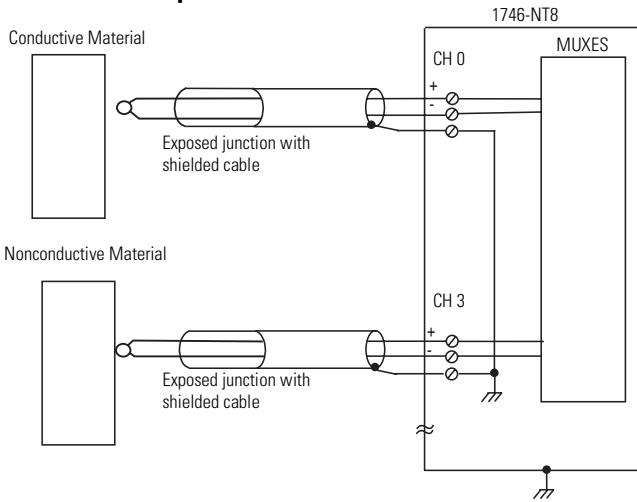 1746-NT8
Conductive Material
MUXES
CH 0
+
-
Exposed junction with
shielded cable
Nonconductive Material
CH 3
+
-
Exposed junction with
shielded cable